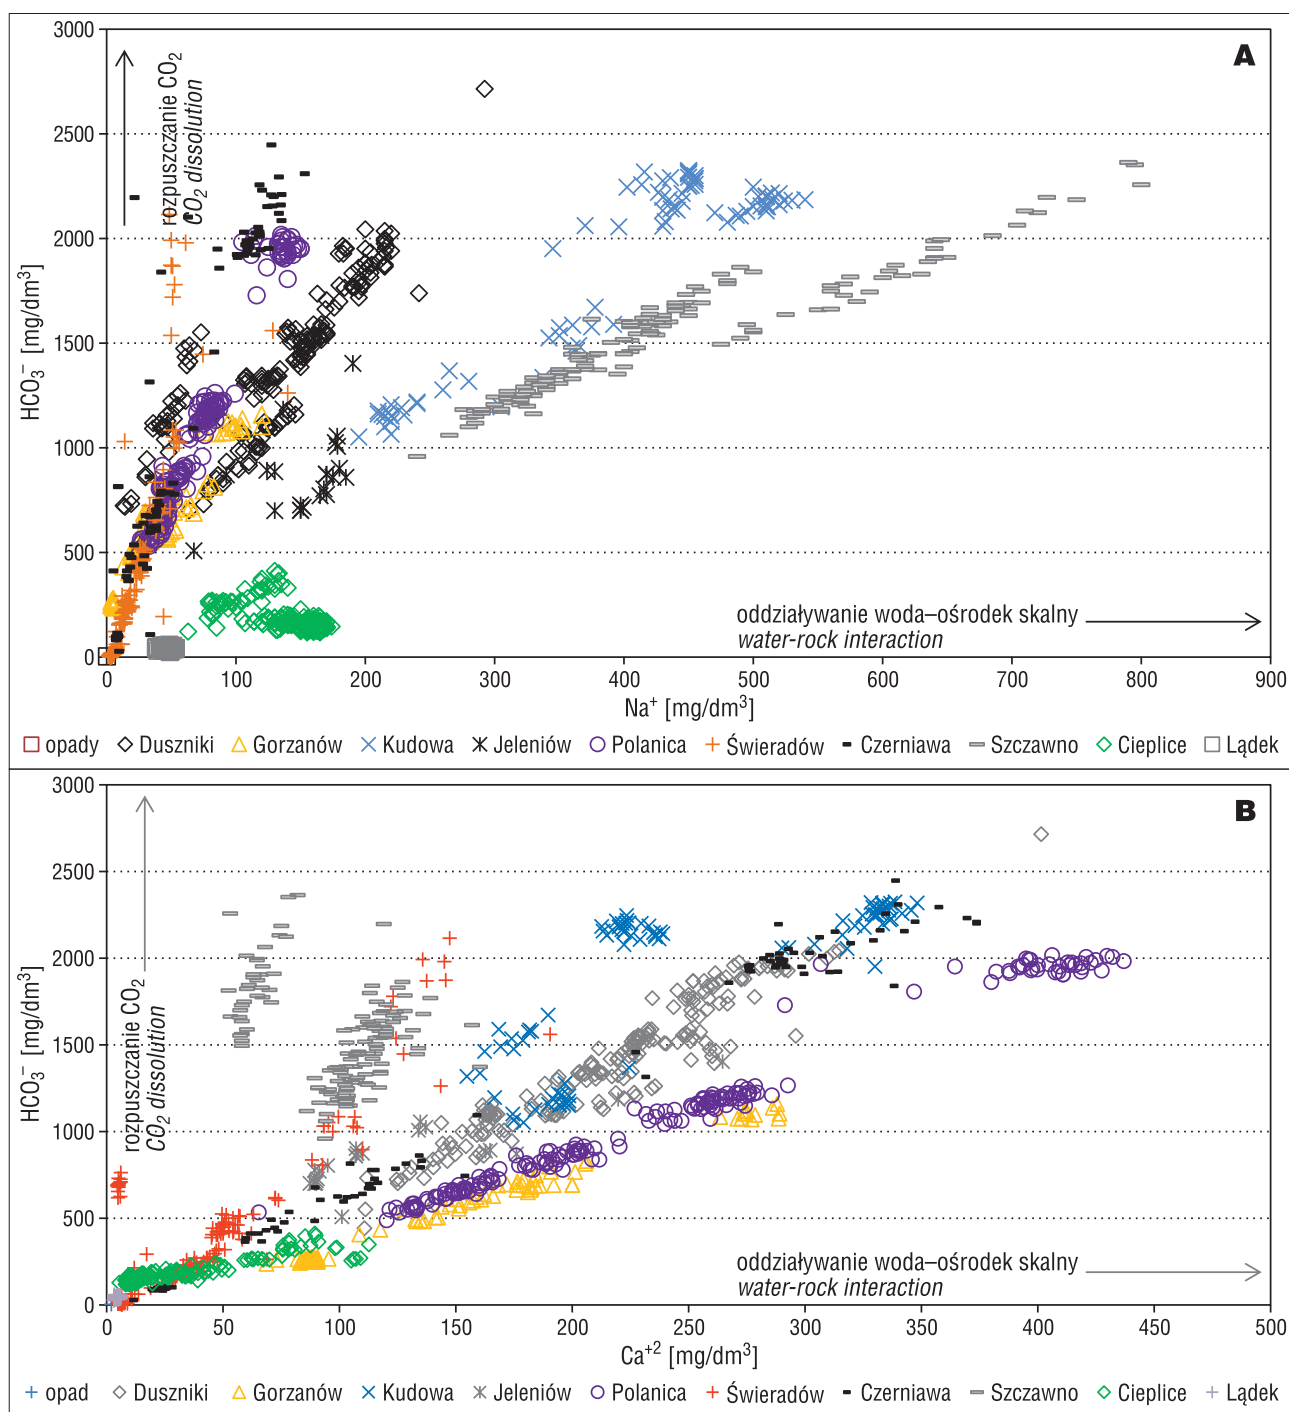 A
3000
2500
2000
1500
1000
500
0
HCO₃⁻ [mg/dm³]
rozpuszczanie CO₂
CO₂ dissolution
oddziaływanie woda–ośrodek skalny
water-rock interaction
0 100 200 300 400 500 600 700 800 900
Na⁺ [mg/dm³]
opady Duszniki Gorzanów Kudowa Jeleniów Polanica Świeradów Czerniawa Szczawno Cieplice Lądek
B
3000
2500
2000
1500
1000
500
0
HCO₃⁻ [mg/dm³]
rozpuszczanie CO₂
CO₂ dissolution
oddziaływanie woda–ośrodek skalny
water-rock interaction
0 50 100 150 200 250 300 350 400 450 500
Ca⁺² [mg/dm³]
opad Duszniki Gorzanów Kudowa Jeleniów Polanica Świeradów Czerniawa Szczawno Cieplice Lądek